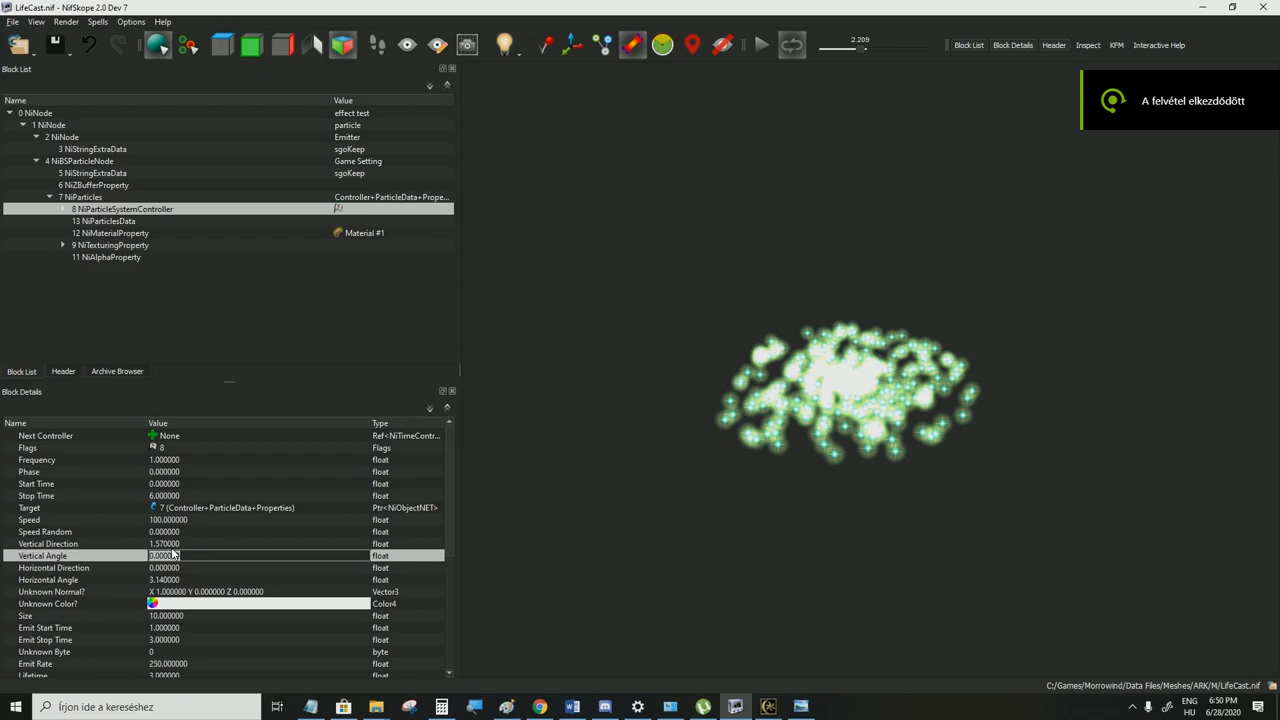 LifeCast.nif - NifSkope 2.0 Dev 7
File View Render Spells Options Help
2.209
Block List Block Details Header Inspect KFM Interactive Help
Block List
Name Value
0 NiNode effect test
1 NiNode particle
2 NiNode Emitter
3 NiStringExtraData sgoKeep
4 NiBSParticleNode Game Setting
5 NiStringExtraData sgoKeep
6 NiZBufferProperty
7 NiParticles Controller+ParticleData+Prope...
8 NiParticleSystemController
13 NiParticlesData
12 NiMaterialProperty Material #1
9 NiTexturingProperty
11 NiAlphaProperty
A felvétel elkezdődött
Block List Header Archive Browser
Block Details
Name Value Type
Next Controller None Ref<NiTimeContr...
Flags 8 Flags
Frequency 1.000000 float
Phase 0.000000 float
Start Time 0.000000 float
Stop Time 6.000000 float
Target 7 (Controller+ParticleData+Properties) Ptr<NiObjectNET>
Speed 100.000000 float
Speed Random 0.000000 float
Vertical Direction 1.570000 float
Vertical Angle float
Horizontal Direction 0.000000 float
Horizontal Angle 3.140000 float
Unknown Normal? X 1.000000 Y 0.000000 Z 0.000000 Vector3
Unknown Color? Color4
Size 10.000000 float
Emit Start Time 1.000000 float
Emit Stop Time 3.000000 float
Unknown Byte 0 byte
Emit Rate 250.000000 float
Lifetime 3.000000 float
C:/Games/Morrowind/Data Files/Meshes/ARK/M/LifeCast.nif
Írjon ide a kereséshez
ENG 6:50 PM
HU 6/28/2020